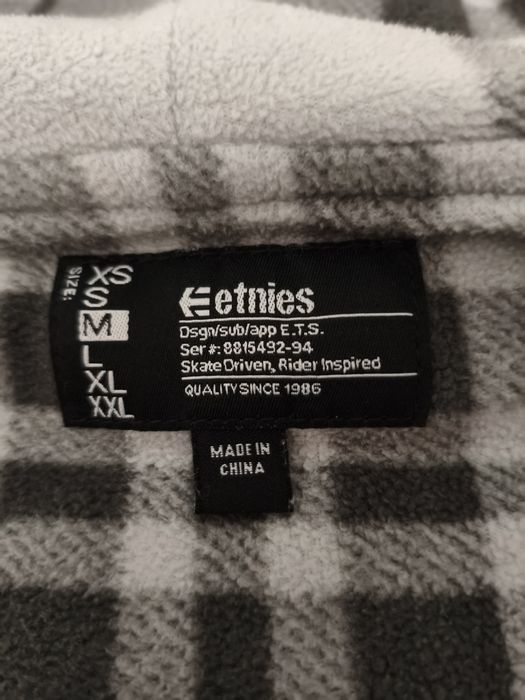 SIZE:
XS
S
M
L
XL
XXL
etnies
Dsgn/sub/app E.T.S.
Ser #: 8815492-94
Skate Driven, Rider Inspired
QUALITY SINCE 1986
MADE IN
CHINA